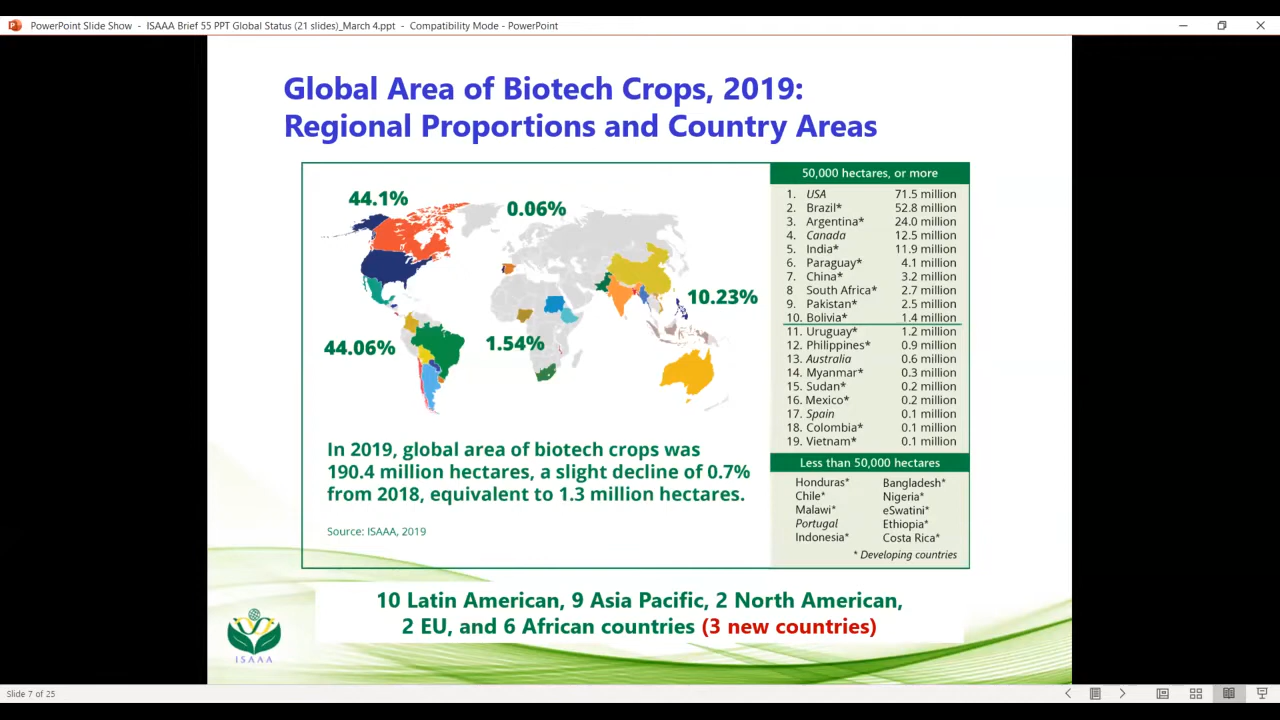 PowerPoint Slide Show - ISAAA Brief 55 PPT Global Status (21 slides)_March 4.ppt - Compatibility Mode - PowerPoint
Global Area of Biotech Crops, 2019:
Regional Proportions and Country Areas
44.1%
0.06%
10.23%
44.06%
1.54%
In 2019, global area of biotech crops was
190.4 million hectares, a slight decline of 0.7%
from 2018, equivalent to 1.3 million hectares.
Source: ISAAA, 2019
50,000 hectares, or more
1. USA 71.5 million
2. Brazil* 52.8 million
3. Argentina* 24.0 million
4. Canada 12.5 million
5. India* 11.9 million
6. Paraguay* 4.1 million
7. China* 3.2 million
8 South Africa* 2.7 million
9. Pakistan* 2.5 million
10. Bolivia* 1.4 million
11. Uruguay* 1.2 million
12. Philippines* 0.9 million
13. Australia 0.6 million
14. Myanmar* 0.3 million
15. Sudan* 0.2 million
16. Mexico* 0.2 million
17. Spain 0.1 million
18. Colombia* 0.1 million
19. Vietnam* 0.1 million
Less than 50,000 hectares
Honduras* Bangladesh*
Chile* Nigeria*
Malawi* eSwatini*
Portugal Ethiopia*
Indonesia* Costa Rica*
* Developing countries
10 Latin American, 9 Asia Pacific, 2 North American,
2 EU, and 6 African countries (3 new countries)
ISAAA
Slide 7 of 25